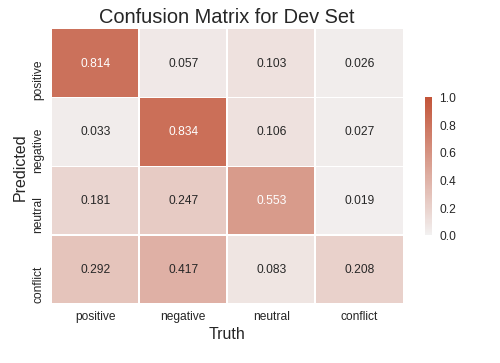 Confusion Matrix for Dev Set
Predicted
positive
0.814 0.057 0.103 0.026
negative
0.033 0.834 0.106 0.027
neutral
0.181 0.247 0.553 0.019
conflict
0.292 0.417 0.083 0.208
positive negative neutral conflict
Truth
1.0
0.8
0.6
0.4
0.2
0.0